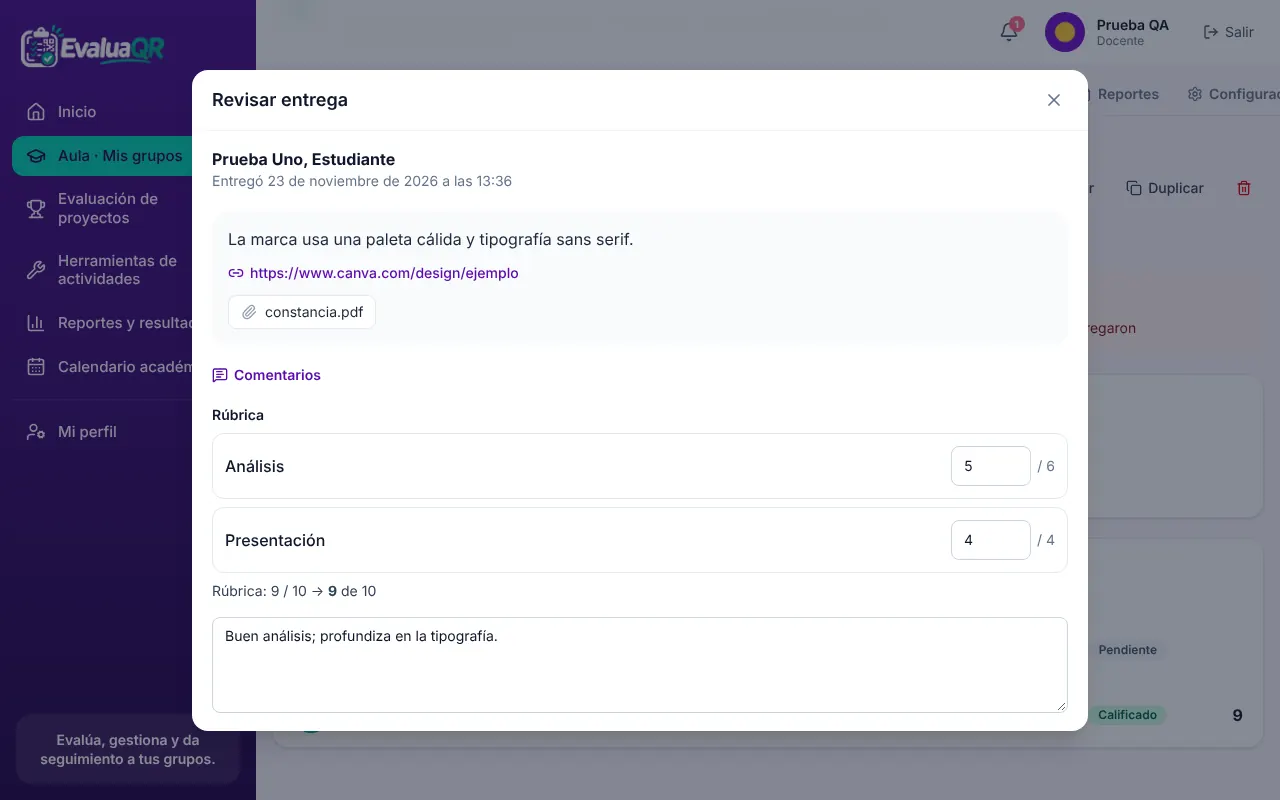 EvaluaQR
Inicio
Aula · Mis grupos
Evaluación de
proyectos
Herramientas de
actividades
Reportes y resulta
Calendario académ
Mi perfil
Evalúa, gestiona y da
seguimiento a tus grupos.
1
Prueba QA
Docente
Salir
Reportes
Configurac
Duplicar
regaron
Pendiente
Calificado
9
Revisar entrega
Prueba Uno, Estudiante
Entregó 23 de noviembre de 2026 a las 13:36
La marca usa una paleta cálida y tipografía sans serif.
https://www.canva.com/design/ejemplo
constancia.pdf
Comentarios
Rúbrica
Análisis
5 / 6
Presentación
4 / 4
Rúbrica: 9 / 10 → 9 de 10
Buen análisis; profundiza en la tipografía.